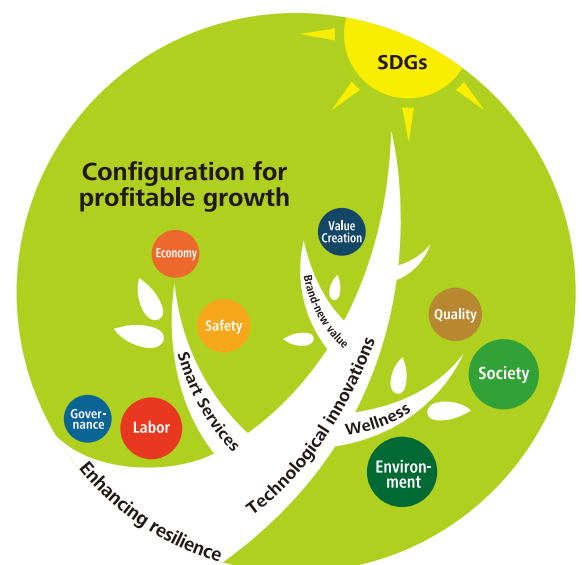 SDGs
Configuration for
profitable growth
Value
Creation
Economy
Brand-new value
Quality
Safety
Society
Smart Services
Technological innovations
Wellness
Gover-
nance
Labor
Environ-
ment
Enhancing resilience